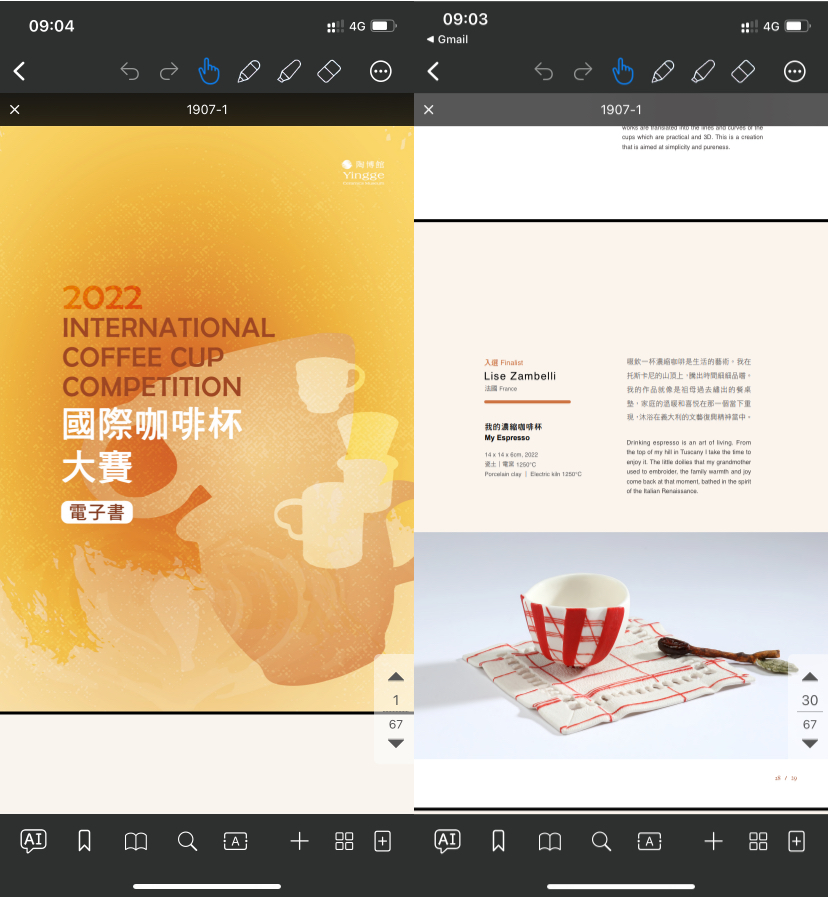 09:04
4G
1907-1
陶博館
Yingge
Ceramics Museum
2022
INTERNATIONAL
COFFEE CUP
COMPETITION
國際咖啡杯
大賽
電子書
1
67
AI
A
09:03
Gmail
4G
1907-1
works are translated into the lines and curves of the
cups which are practical and 3D. This is a creation
that is aimed at simplicity and pureness.
入選 Finalist
Lise Zambelli
法國 France
我的濃縮咖啡杯
My Espresso
14 x 14 x 6cm. 2022
瓷土｜電窯 1250°C
Porcelain clay ｜ Electric kiln 1250°C
啜飲一杯濃縮咖啡是生活的藝術。我在
托斯卡尼的山頂上，騰出時間細細品嚐。
我的作品就像是祖母過去繡出的餐桌
墊，家庭的溫暖和喜悅在那一個當下重
現，沐浴在義大利的文藝復興精神當中。
Drinking espresso is an art of living. From
the top of my hill in Tuscany I take the time to
enjoy it. The little doilies that my grandmother
used to embroider, the family warmth and joy
come back at that moment, bathed in the spirit
of the Italian Renaissance.
30
67
/ 
AI
A